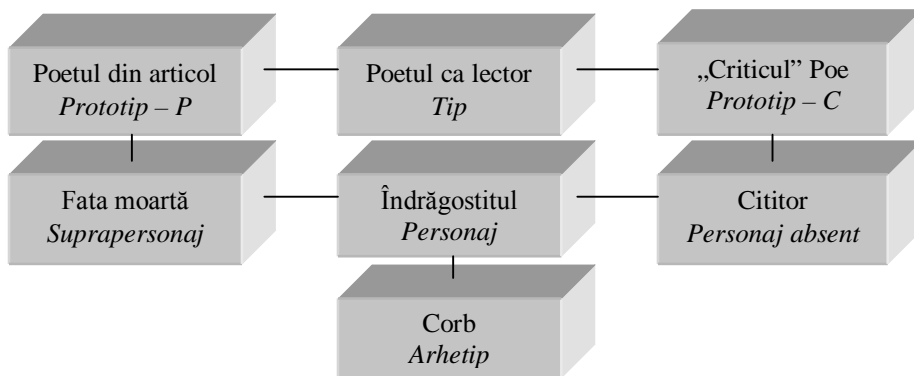 Poetul din articol
Prototip – P
Poetul ca lector
Tip
„Criticul” Poe
Prototip – C
Fata moartă
Suprapersonaj
Îndrăgostitul
Personaj
Cititor
Personaj absent
Corb
Arhetip